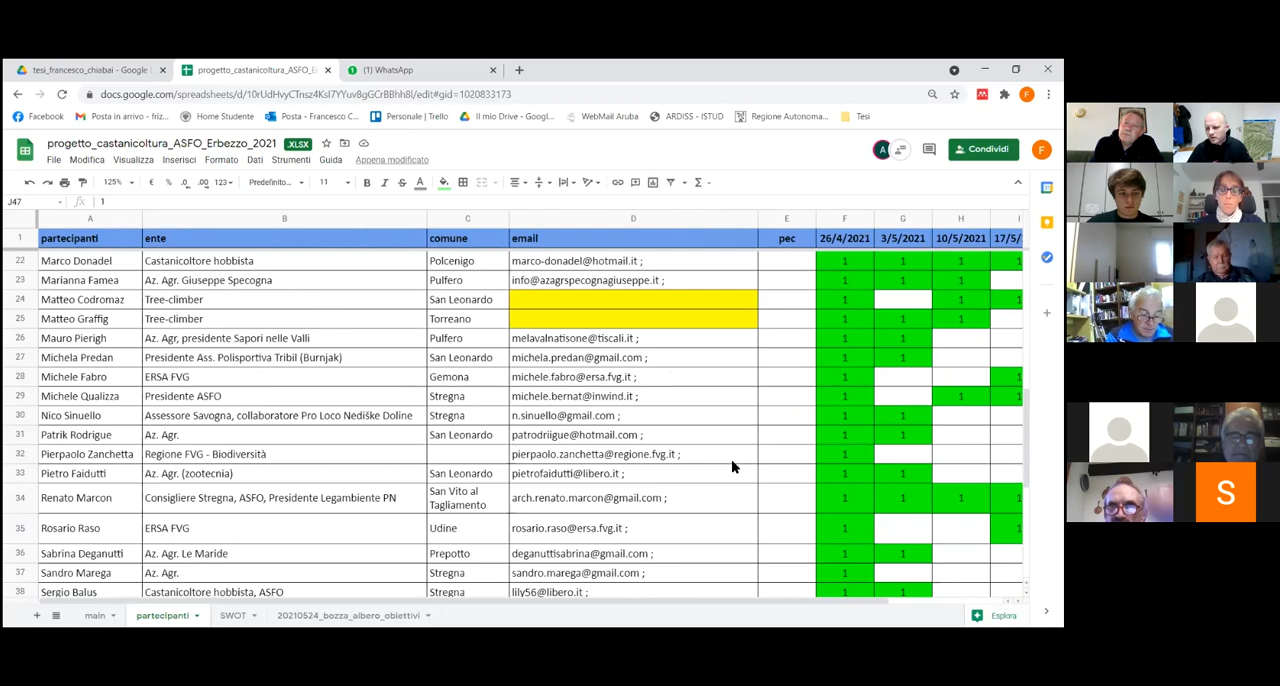 tesi_francesco_chiabai - Google
progetto_castanicoltura_ASFO_E
(1) WhatsApp
docs.google.com/spreadsheets/d/10rUdHvyCTnsz4KsI7YYuv8gGCrBBhh8l/edit#gid=1020833173
Facebook Posta in arrivo – friz... Home Studente Posta - Francesco C... Personale | Trello Il mio Drive - Googl... WebMail Aruba ARDISS - ISTUD Regione Autonoma... Tesi
progetto_castanicoltura_ASFO_Erbezzo_2021 .XLSX
File Modifica Visualizza Inserisci Formato Dati Strumenti Guida Appena modificato
A Condividi F
125% € % .0 .00 123 Predefinito... 11 B I S A
J47 fx 1
A B C D E F G H I
1 partecipanti ente comune email pec 26/4/2021 3/5/2021 10/5/2021 17/5/
22 Marco Donadel Castanicoltore hobbista Polcenigo marco-donadel@hotmail.it ; 1 1 1 1
23 Marianna Famea Az. Agr. Giuseppe Specogna Pulfero info@azagrspecognagiuseppe.it ; 1 1 1
24 Matteo Codromaz Tree-climber San Leonardo 1 1 1
25 Matteo Graffig Tree-climber Torreano 1 1 1
26 Mauro Pierigh Az. Agr, presidente Sapori nelle Valli Pulfero melavalnatisone@tiscali.it ; 1 1
27 Michela Predan Presidente Ass. Polisportiva Tribil (Burnjak) San Leonardo michela.predan@gmail.com ; 1 1
28 Michele Fabro ERSA FVG Gemona michele.fabro@ersa.fvg.it ; 1 1
29 Michele Qualizza Presidente ASFO Stregna michele.bernat@inwind.it ; 1 1 1
30 Nico Sinuello Assessore Savogna, collaboratore Pro Loco Nediške Doline Stregna n.sinuello@gmail.com ; 1 1
31 Patrik Rodrigue Az. Agr. San Leonardo patrodriigue@hotmail.com ; 1 1
32 Pierpaolo Zanchetta Regione FVG - Biodiversità pierpaolo.zanchetta@regione.fvg.it ; 1
33 Pietro Faidutti Az. Agr. (zootecnia) San Leonardo pietrofaidutti@libero.it ; 1 1
34 Renato Marcon Consigliere Stregna, ASFO, Presidente Legambiente PN San Vito al Tagliamento arch.renato.marcon@gmail.com ; 1 1 1 1
35 Rosario Raso ERSA FVG Udine rosario.raso@ersa.fvg.it ; 1 1
36 Sabrina Deganutti Az. Agr. Le Maride Prepotto deganuttisabrina@gmail.com ; 1 1
37 Sandro Marega Az. Agr. Stregna sandro.marega@gmail.com ; 1
38 Sergio Balus Castanicoltore hobbista, ASFO Stregna lily56@libero.it ; 1 1
main partecipanti SWOT 20210524_bozza_albero_obiettivi Esplora
S